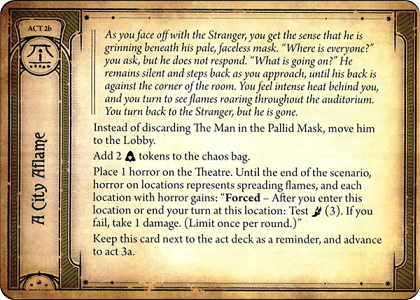 ACT 2b
A City Aflame
As you face off with the Stranger, you get the sense that he is
grinning beneath his pale, faceless mask. “Where is everyone?”
you ask, but he does not respond. “What is going on?” He
remains silent and steps back as you approach, until his back is
against the corner of the room. You feel intense heat behind you,
and you turn to see flames roaring throughout the auditorium.
You turn back to the Stranger, but he is gone.
Instead of discarding The Man in the Pallid Mask, move him
to the Lobby.
Add 2 tokens to the chaos bag.
Place 1 horror on the Theatre. Until the end of the scenario,
horror on locations represents spreading flames, and each
location with horror gains: “Forced – After you enter this
location or end your turn at this location: Test (3). If you
fail, take 1 damage. (Limit once per round.)”
Keep this card next to the act deck as a reminder, and advance
to act 3a.